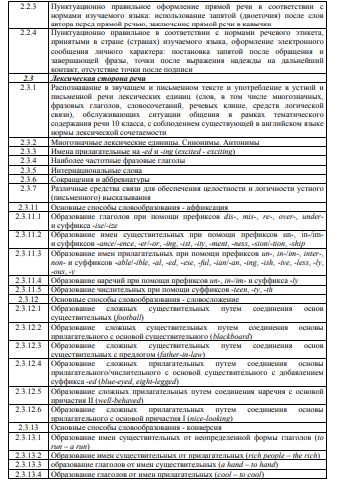 2.2.3 Пунктуационно правильное оформление прямой речи в соответствии с
нормами изучаемого языка: использование запятой (двоеточия) после слов
автора перед прямой речью, заключение прямой речи в кавычки
2.2.4 Пунктуационно правильное в соответствии с нормами речевого этикета,
принятыми в стране (странах) изучаемого языка, оформление электронного
сообщения личного характера: постановка запятой после обращения и
завершающей фразы, точки после выражения надежды на дальнейший
контакт, отсутствие точки после подписи
2.3 Лексическая сторона речи
2.3.1 Распознавание в звучащем и письменном тексте и употребление в устной и
письменной речи лексических единиц (слов, в том числе многозначных,
фразовых глаголов, словосочетаний, речевых клише, средств логической
связи), обслуживающих ситуации общения в рамках тематического
содержания речи 10 класса, с соблюдением существующей в английском языке
нормы лексической сочетаемости
2.3.2 Многозначные лексические единицы. Синонимы. Антонимы
2.3.3 Имена прилагательные на -ed и -ing (excited - exciting)
2.3.4 Наиболее частотные фразовые глаголы
2.3.5 Интернациональные слова
2.3.6 Сокращения и аббревиатуры
2.3.7 Различные средства связи для обеспечения целостности и логичности устного
(письменного) высказывания
2.3.11 Основные способы словообразования - аффиксация
2.3.11.1 Образование глаголов при помощи префиксов dis-, mis-, re-, over-, under-
и суффикса -ise/-ize
2.3.11.2 Образование имен существительных при помощи префиксов un-, in-/im-
и суффиксов -ance/-ence, -er/-or, -ing, -ist, -ity, -ment, -ness, -sion/-tion, -ship
2.3.11.3 Образование имен прилагательных при помощи префиксов un-, in-/im-, inter-,
non- и суффиксов -able/-ible, -al, -ed, -ese, -ful, -ian/-an, -ing, -ish, -ive, -less, -ly,
-ous, -y
2.3.11.4 Образование наречий при помощи префиксов un-, in-/im- и суффикса -ly
2.3.11.5 Образование числительных при помощи суффиксов -teen, -ty, -th
2.3.12 Основные способы словообразования - словосложение
2.3.12.1 Образование сложных существительных путем соединения основ
существительных (football)
2.3.12.2 Образование сложных существительных путем соединения основы
прилагательного с основой существительного (blackboard)
2.3.12.3 Образование сложных существительных путем соединения основ
существительных с предлогом (father-in-law)
2.3.12.4 Образование сложных прилагательных путем соединения основы
прилагательного/числительного с основой существительного с добавлением
суффикса -ed (blue-eyed, eight-legged)
2.3.12.5 Образование сложных прилагательных путем соединения наречия с основой
причастия II (well-behaved)
2.3.12.6 Образование сложных прилагательных путем соединения основы
прилагательного с основой причастия I (nice-looking)
2.3.13 Основные способы словообразования - конверсия
2.3.13.1 Образование имен существительных от неопределенной формы глаголов (to
run – a run)
2.3.13.2 Образование имен существительных от прилагательных (rich people – the rich)
2.3.13.3 образование глаголов от имен существительных (a hand – to hand)
2.3.13.4 Образование глаголов от имен прилагательных (cool – to cool)